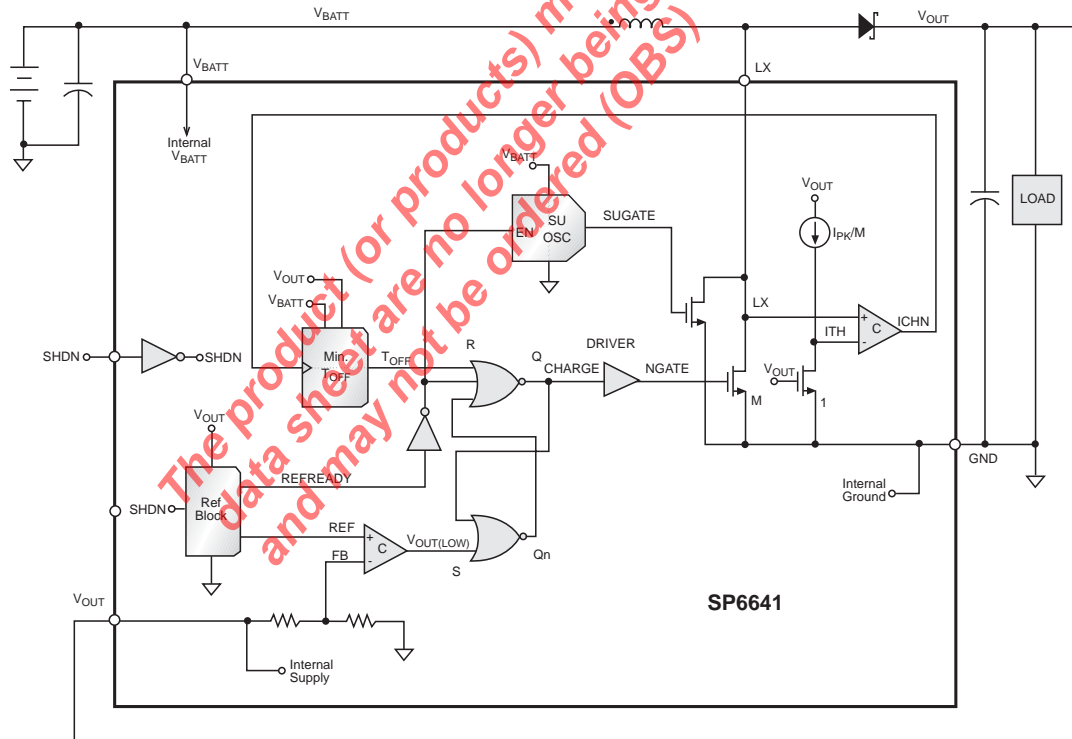 VBATT
VOUT
VBATT
LX
Internal
VBATT
VBATT
VOUT
SU
OSC
EN
SUGATE
IPK/M
LOAD
VOUT
VBATT
LX
+
C
-
ICHN
ITH
SHDN
SHDN
Min.
TOFF
TOFF
R
Q
CHARGE
DRIVER
NGATE
VOUT
M
1
VOUT
GND
REFREADY
Internal
Ground
SHDN
Ref
Block
REF
+
C
-
FB
VOUT(LOW)
S
Qn
VOUT
SP6641
Internal
Supply
The product (or products) m
data sheet are no longer being
and may not be ordered (OBS)